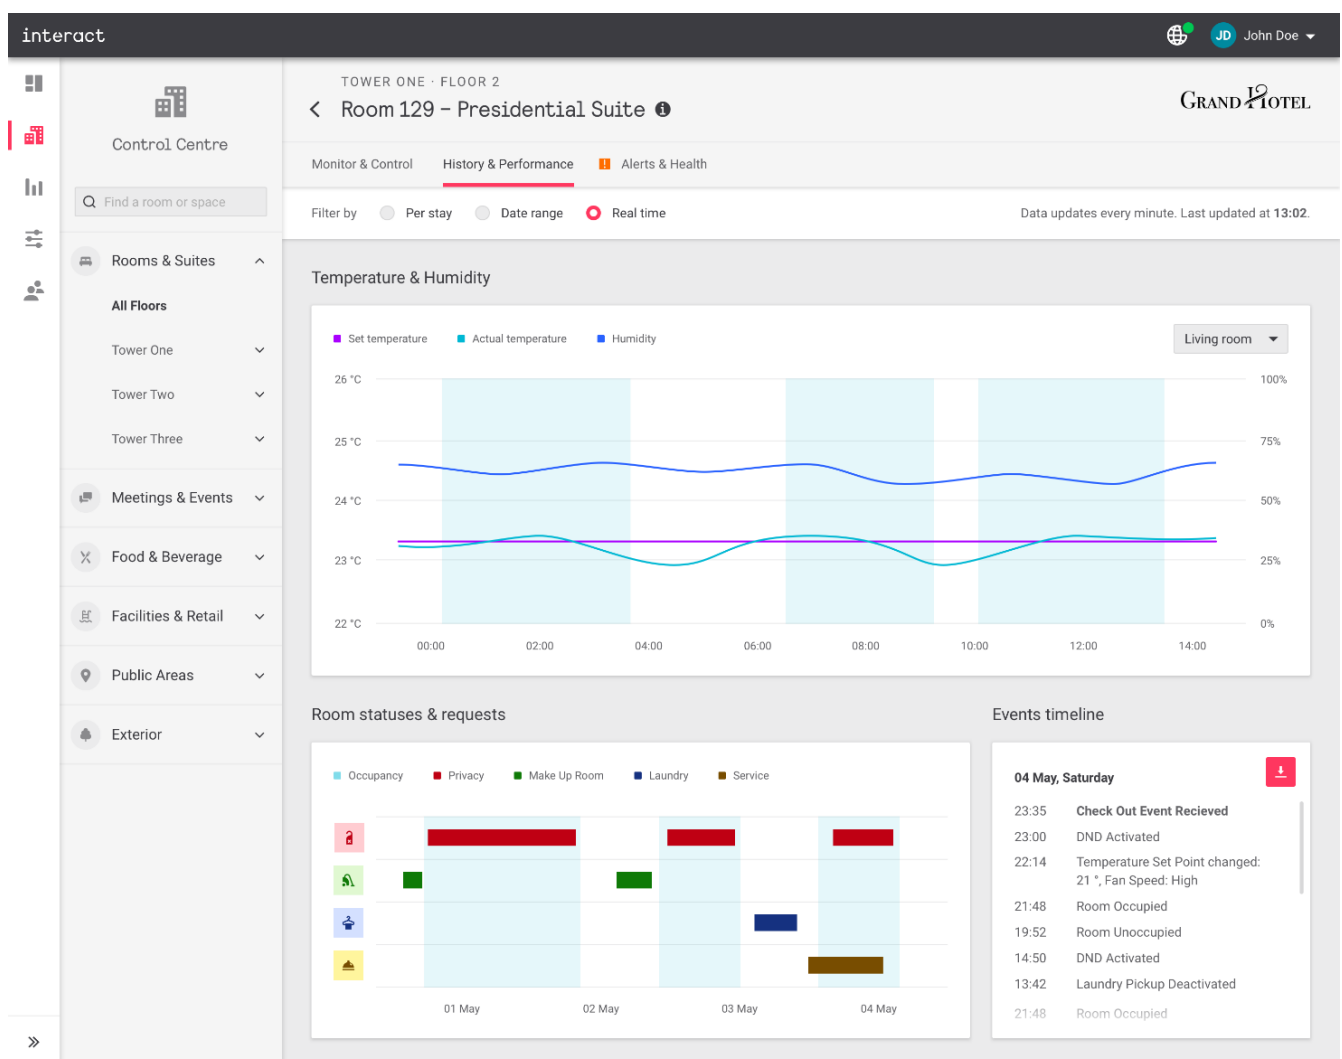 interact
JD John Doe
Control Centre
Find a room or space
Rooms & Suites
All Floors
Tower One
Tower Two
Tower Three
Meetings & Events
Food & Beverage
Facilities & Retail
Public Areas
Exterior
TOWER ONE · FLOOR 2
Room 129 – Presidential Suite
GRAND HOTEL
Monitor & Control History & Performance Alerts & Health
Filter by Per stay Date range Real time Data updates every minute. Last updated at 13:02.
Temperature & Humidity
Set temperature Actual temperature Humidity Living room
26 °C 100%
25 °C 75%
24 °C 50%
23 °C 25%
22 °C 0%
00:00 02:00 04:00 06:00 08:00 10:00 12:00 14:00
Room statuses & requests
Occupancy Privacy Make Up Room Laundry Service
01 May 02 May 03 May 04 May
Events timeline
04 May, Saturday
23:35 Check Out Event Recieved
23:00 DND Activated
22:14 Temperature Set Point changed:
21 °, Fan Speed: High
21:48 Room Occupied
19:52 Room Unoccupied
14:50 DND Activated
13:42 Laundry Pickup Deactivated
21:48 Room Occupied